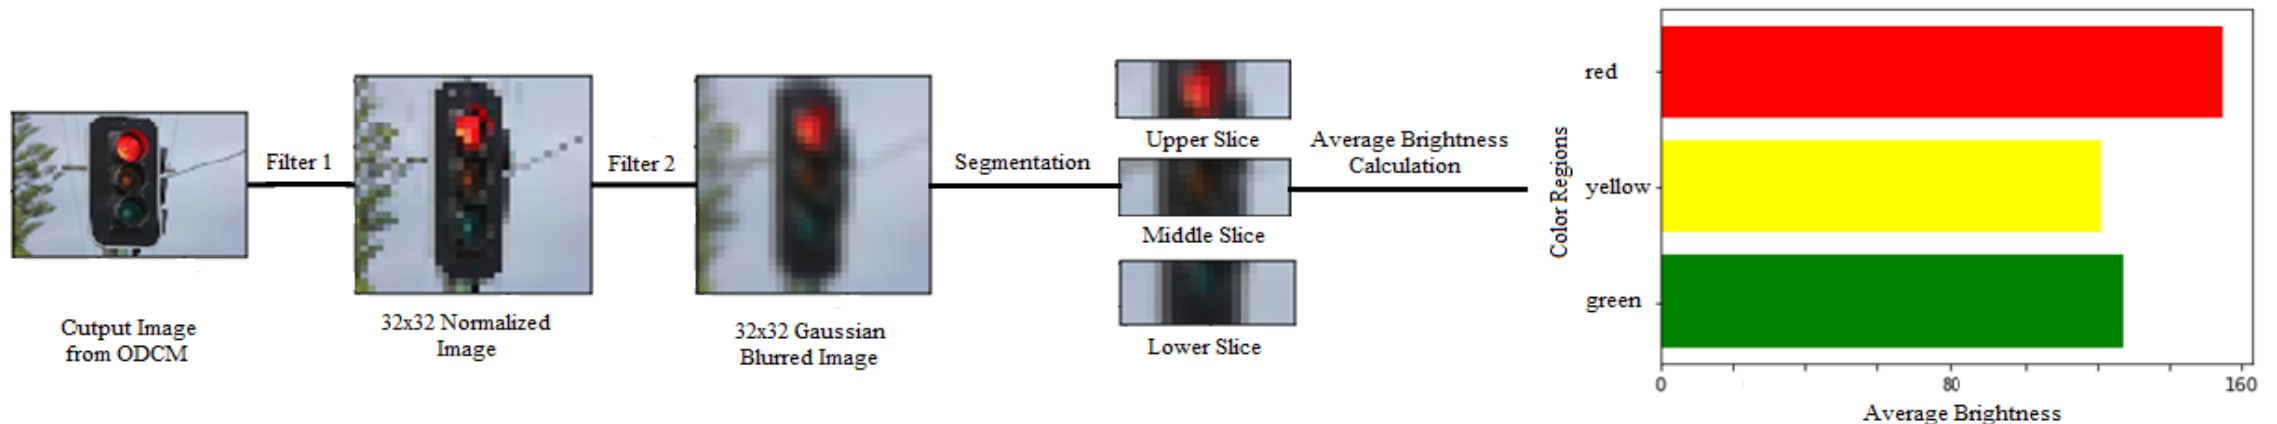 Cutput Image
from ODCM
Filter 1
32x32 Normalized
Image
Filter 2
32x32 Gaussian
Blurred Image
Segmentation
Upper Slice
Middle Slice
Lower Slice
Average Brightness
Calculation
Color Regions
red
yellow
green
0
80
160
Average Brightness